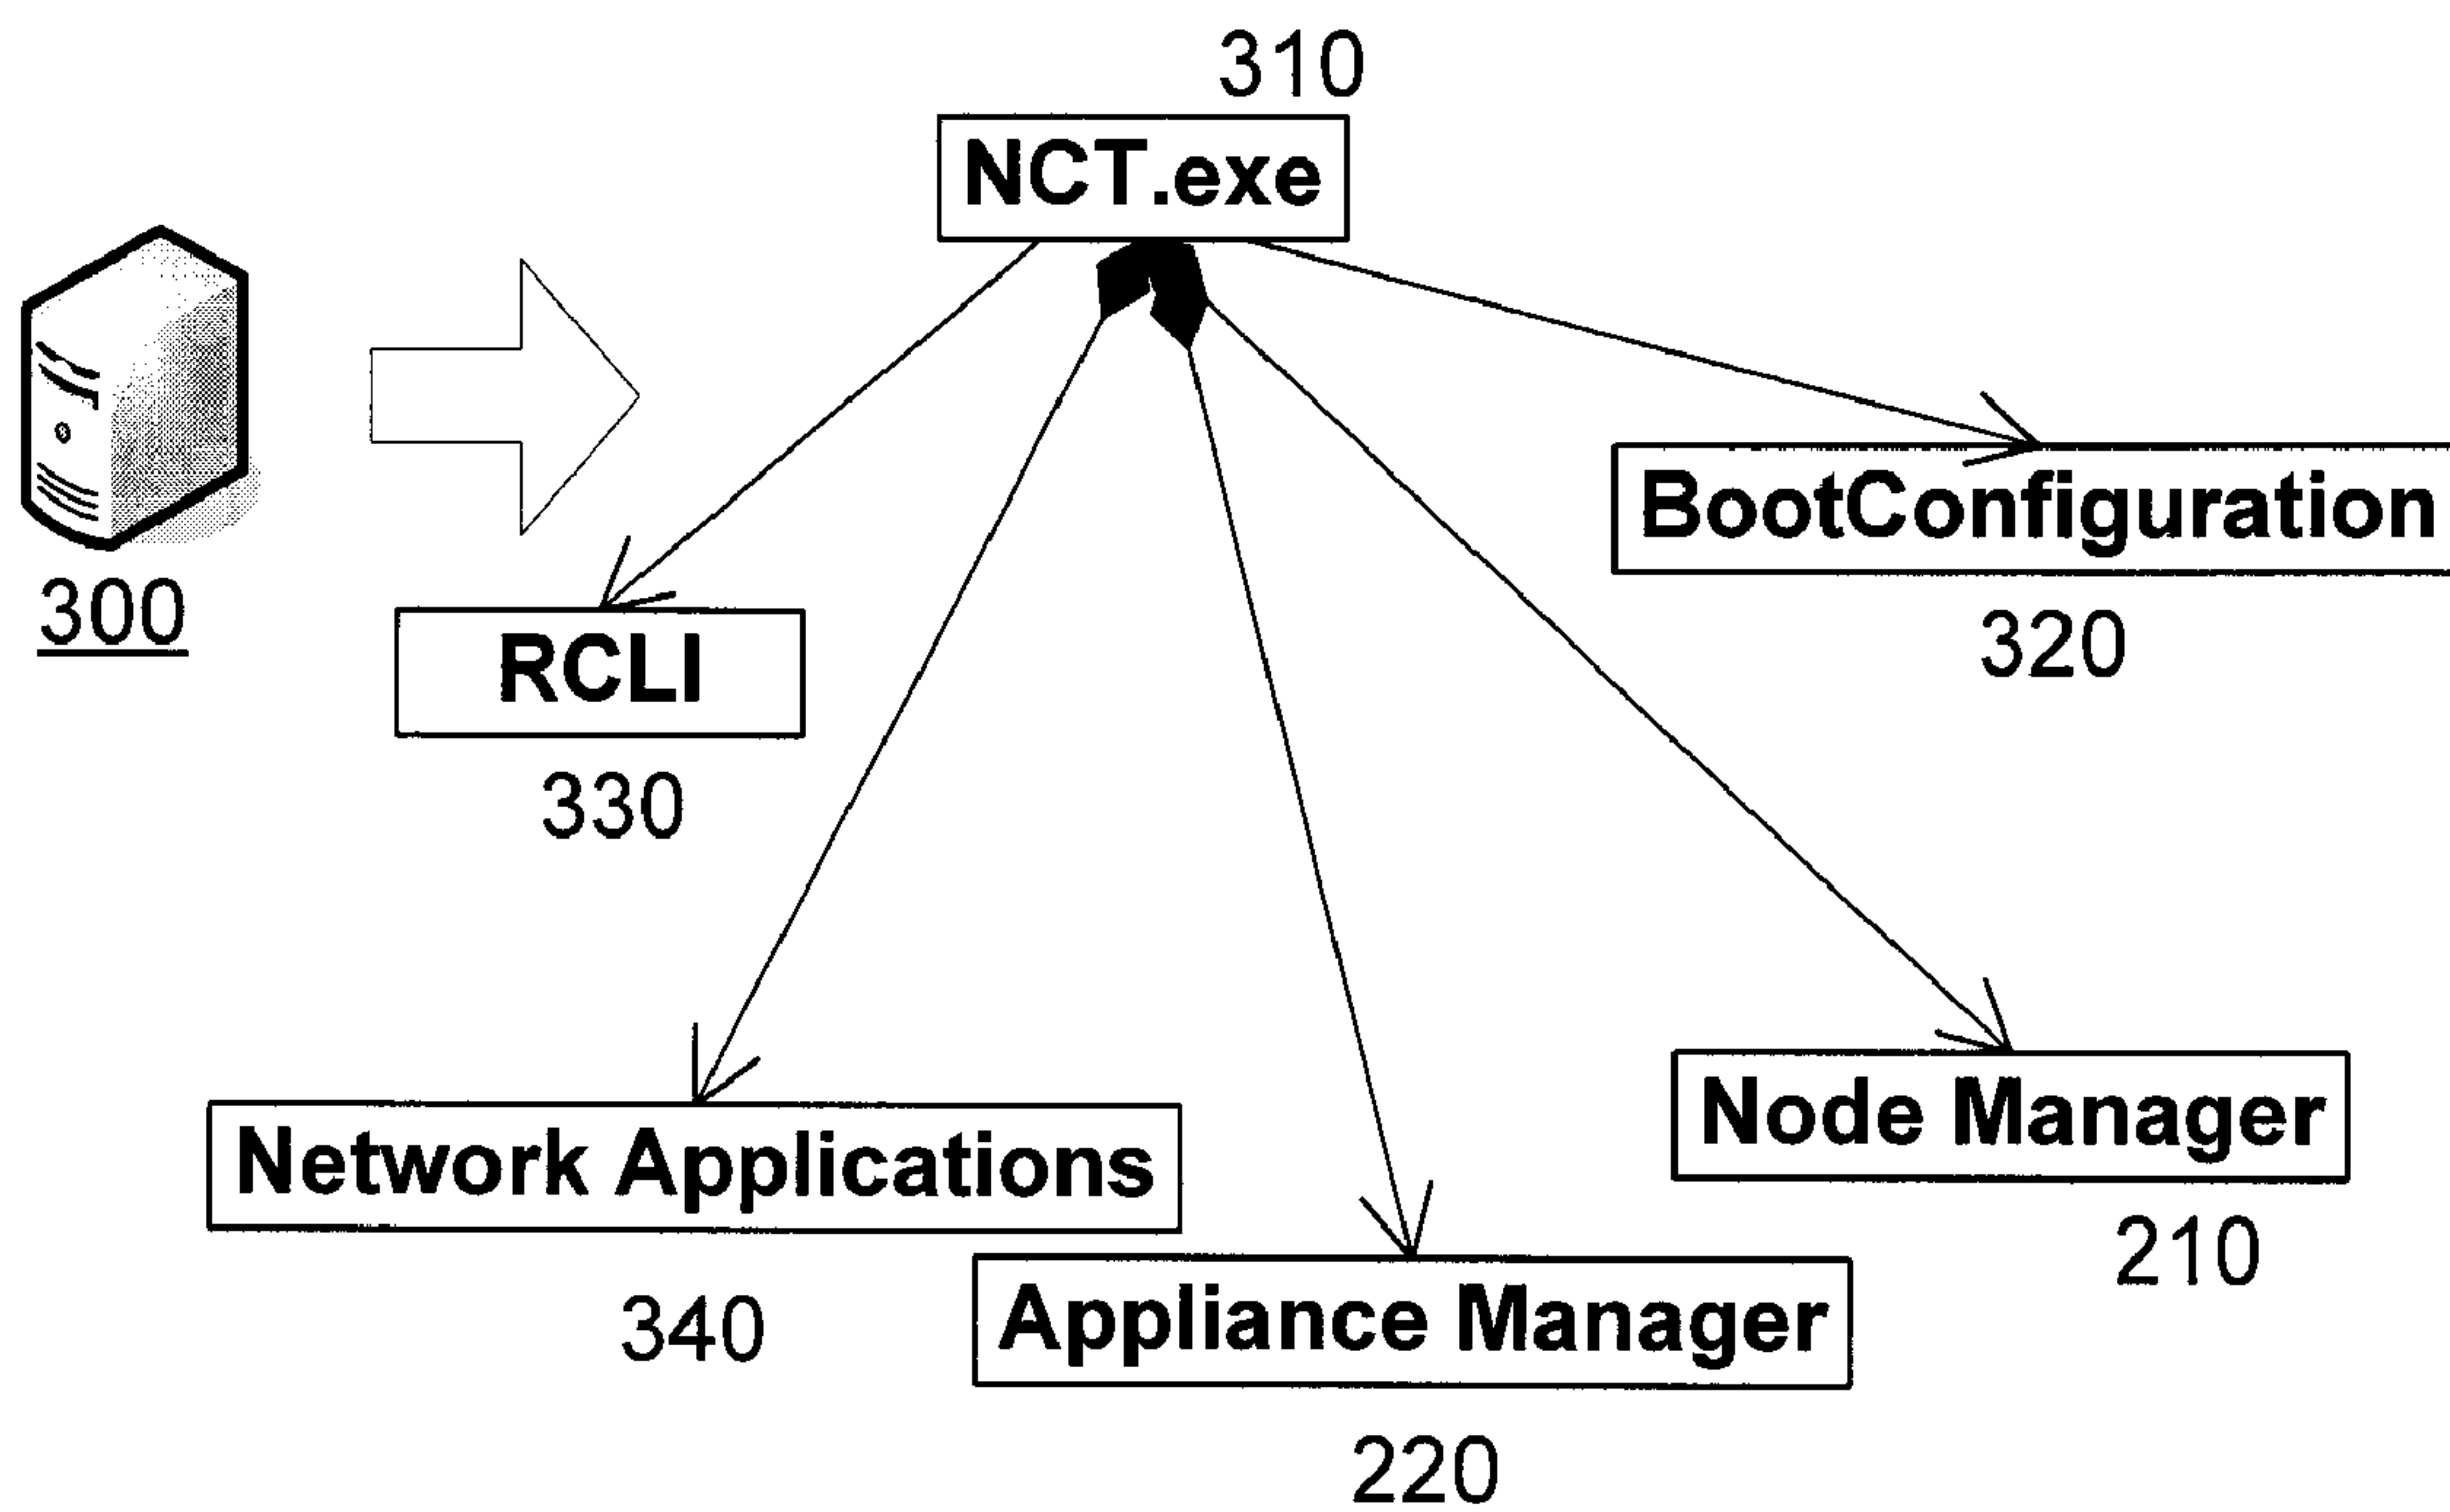 310
NCT.exe
BootConfiguration
300
320
RCLI
330
Node Manager
Network Applications
210
340
Appliance Manager
220